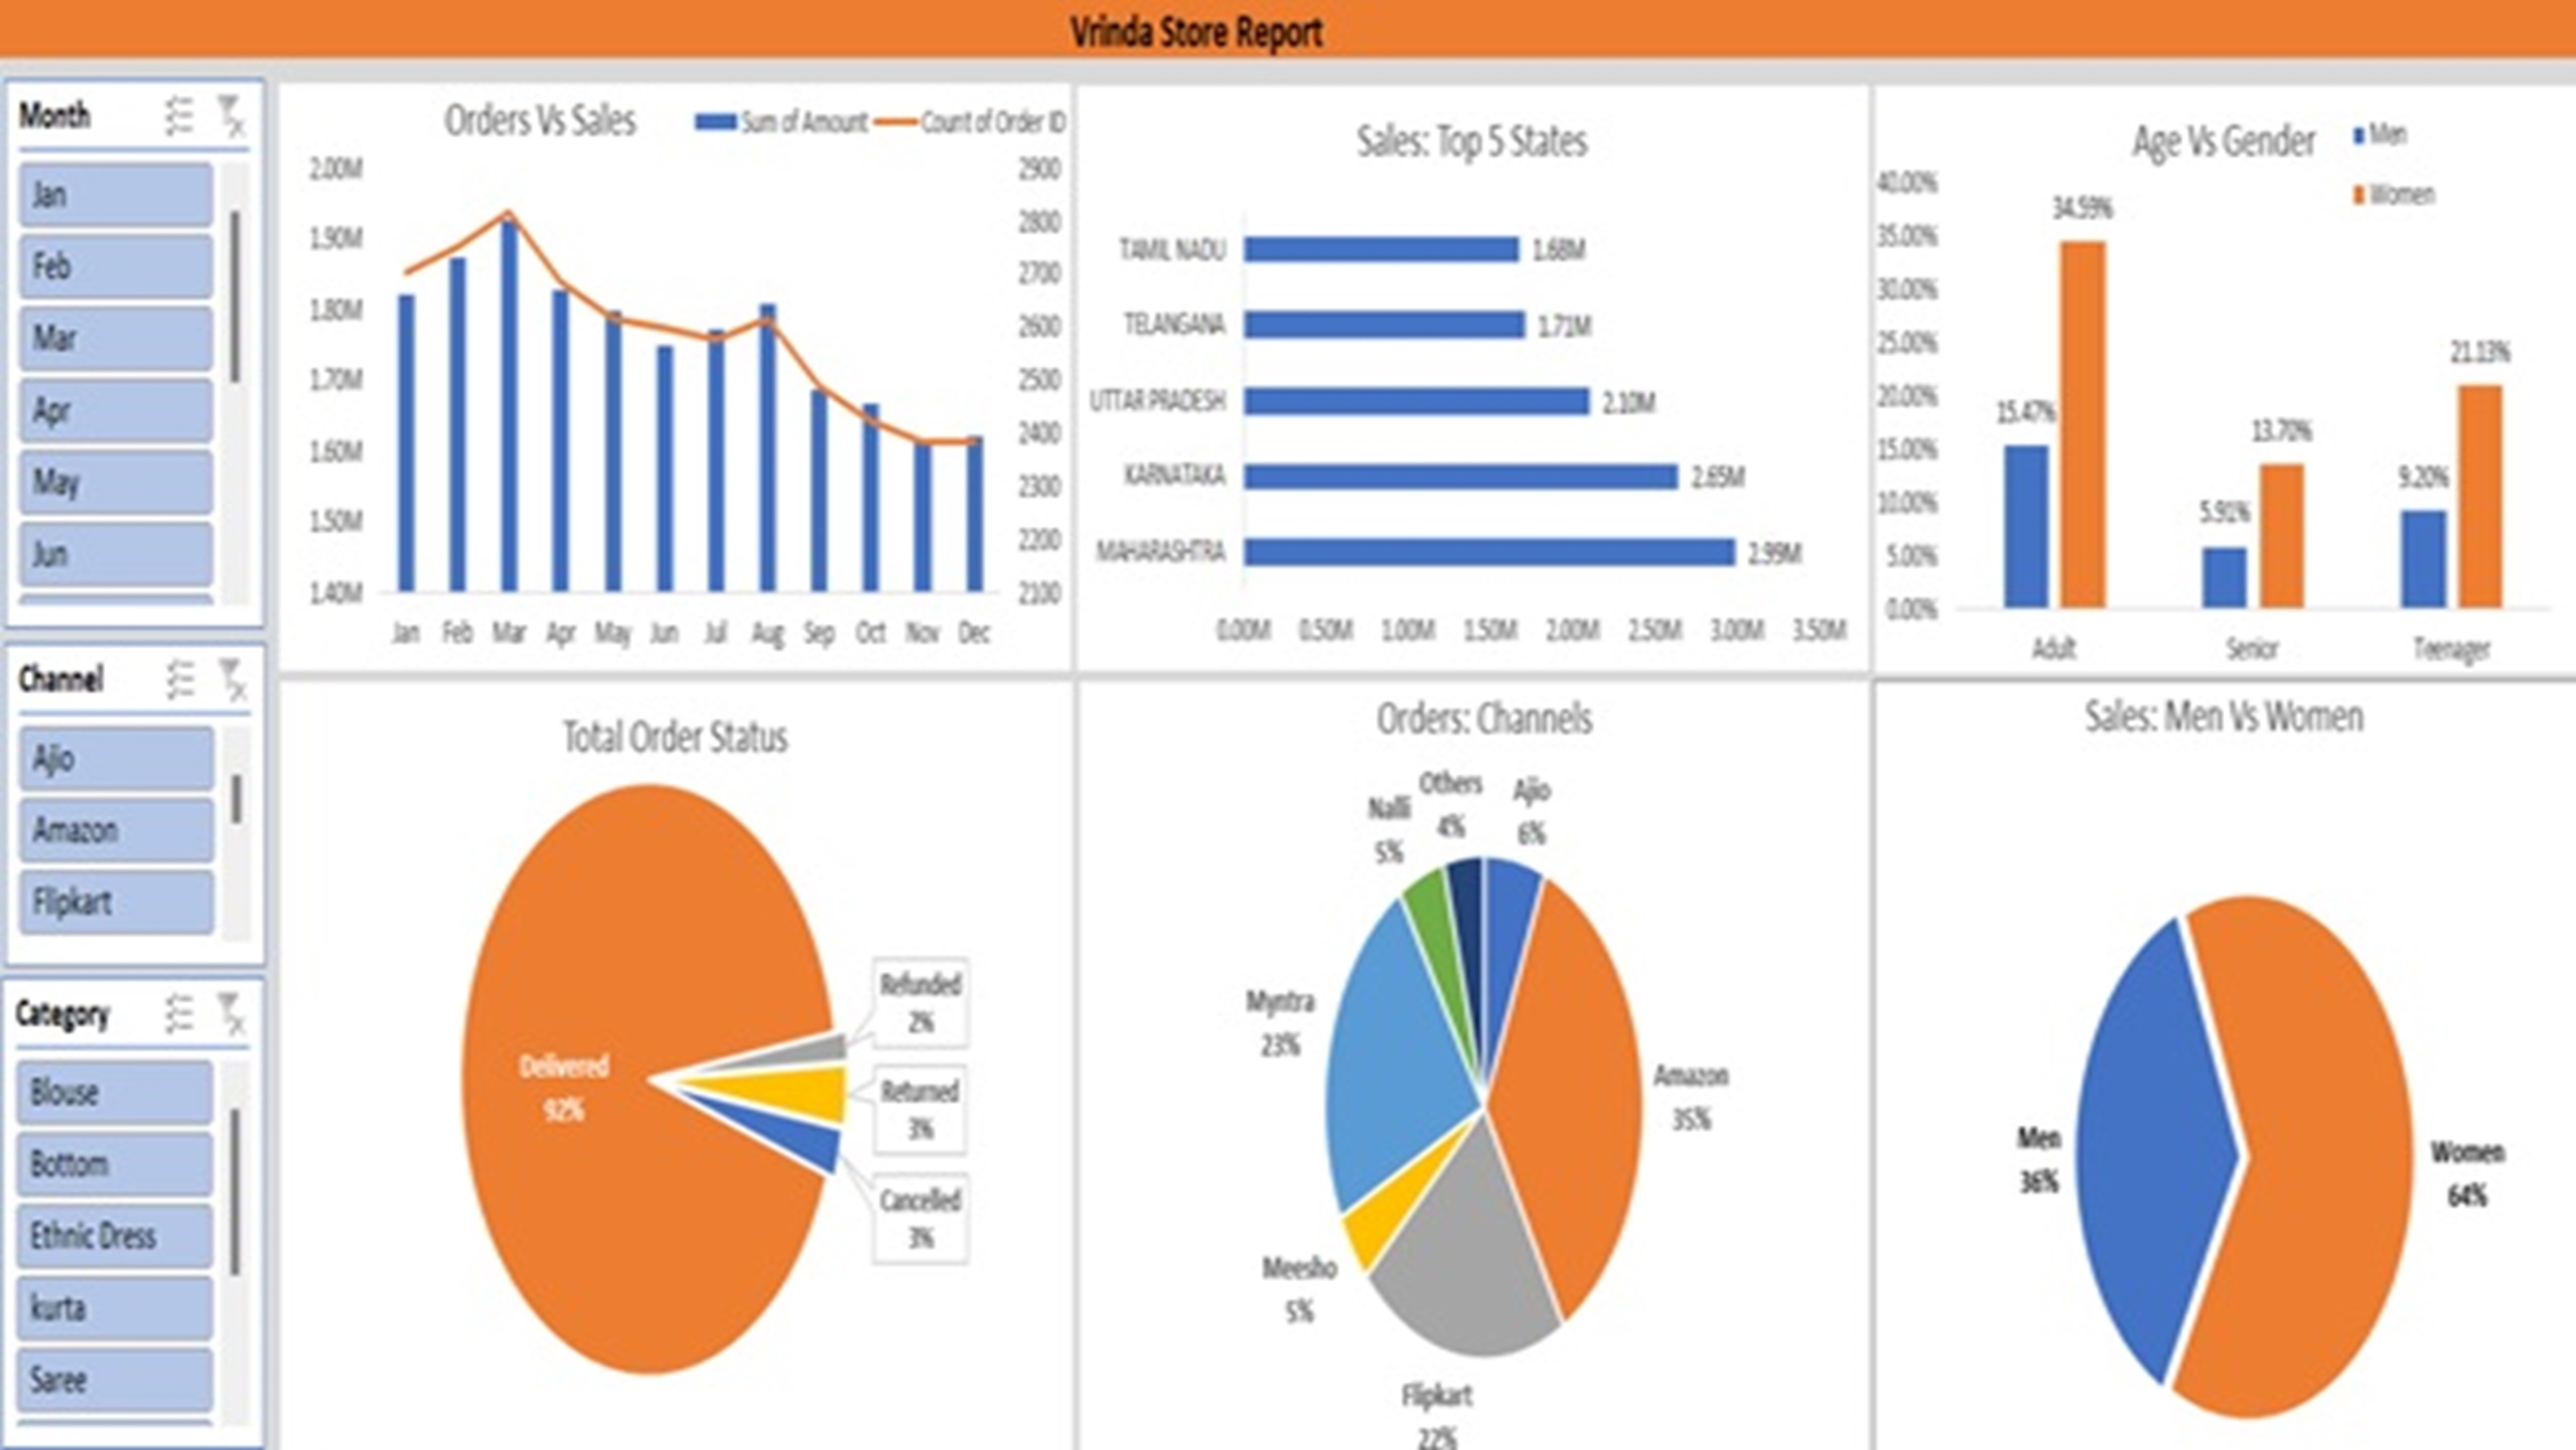 Vrinda Store Report
Month
Jan
Feb
Mar
Apr
May
Jun
Channel
Ajio
Amazon
Flipkart
Category
Blouse
Bottom
Ethnic Dress
kurta
Saree
Orders Vs Sales
Sum of Amount Count of Order ID
2.00M 2900
1.90M 2800
2700
1.80M 2600
1.70M 2500
1.60M 2400
2300
1.50M 2200
1.40M 2100
Jan Feb Mar Apr May Jun Jul Aug Sep Oct Nov Dec
Sales: Top 5 States
TAMIL NADU 1.68M
TELANGANA 1.71M
UTTAR PRADESH 2.10M
KARNATAKA 2.65M
MAHARASHTRA 2.99M
0.00M 0.50M 1.00M 1.50M 2.00M 2.50M 3.00M 3.50M
Age Vs Gender
Men
Women
40.00%
35.00%
30.00%
25.00%
20.00%
15.00%
10.00%
5.00%
0.00%
15.47% 34.59%
5.91% 13.70%
9.20% 21.13%
Adult Senior Teenager
Total Order Status
Delivered
92%
Refunded
2%
Returned
3%
Cancelled
3%
Orders: Channels
Others
4%
Ajio
6%
Nalli
5%
Myntra
23%
Amazon
35%
Meesho
5%
Flipkart
22%
Sales: Men Vs Women
Men
36%
Women
64%